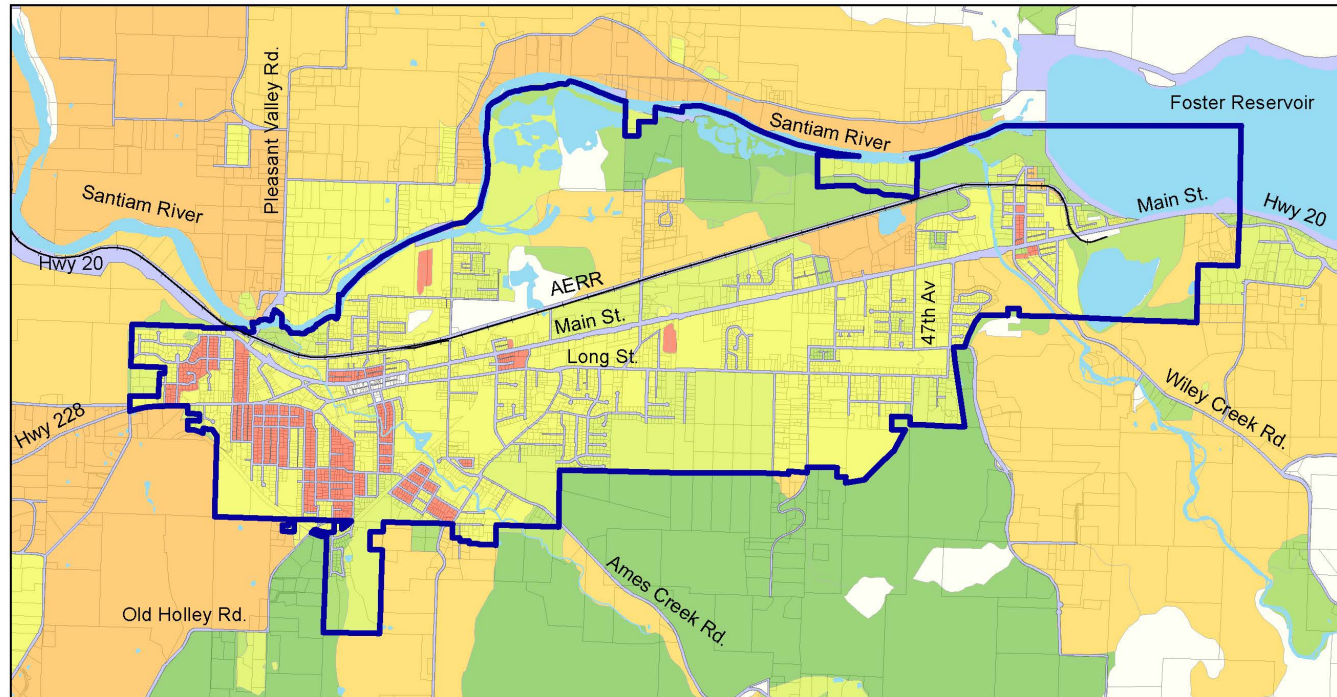 Foster Reservoir
Pleasant Valley Rd.
Santiam River
Santiam River
Main St.
Hwy 20
Hwy 20
AERR
Main St.
47th Av
Long St.
Wiley Creek Rd.
Hwy 228
Ames Creek Rd.
Old Holley Rd.